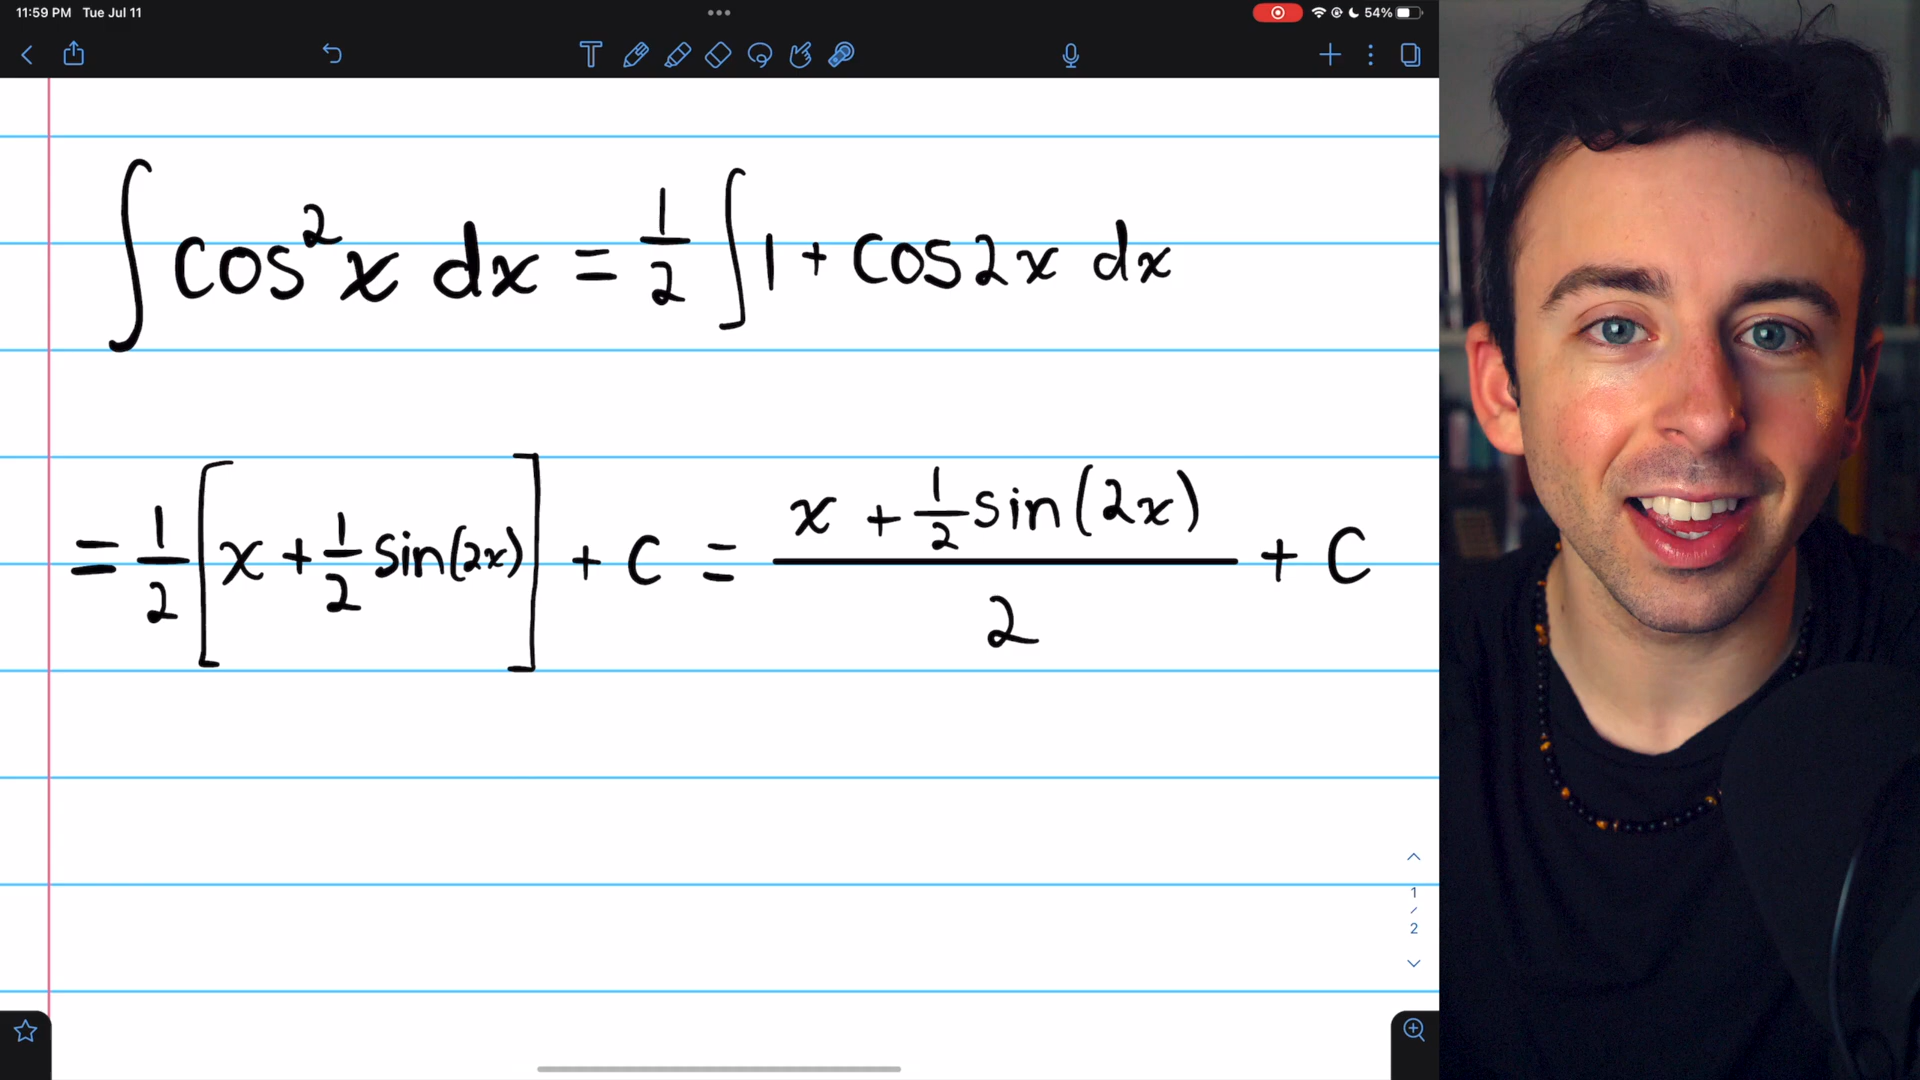 11:59 PM Tue Jul 11 54%
∫ cos²x dx = 1/2 ∫ 1 + cos2x dx
= 1/2 [x + 1/2 sin(2x)] + C = (x + 1/2 sin(2x))/2 + C
1
/
2